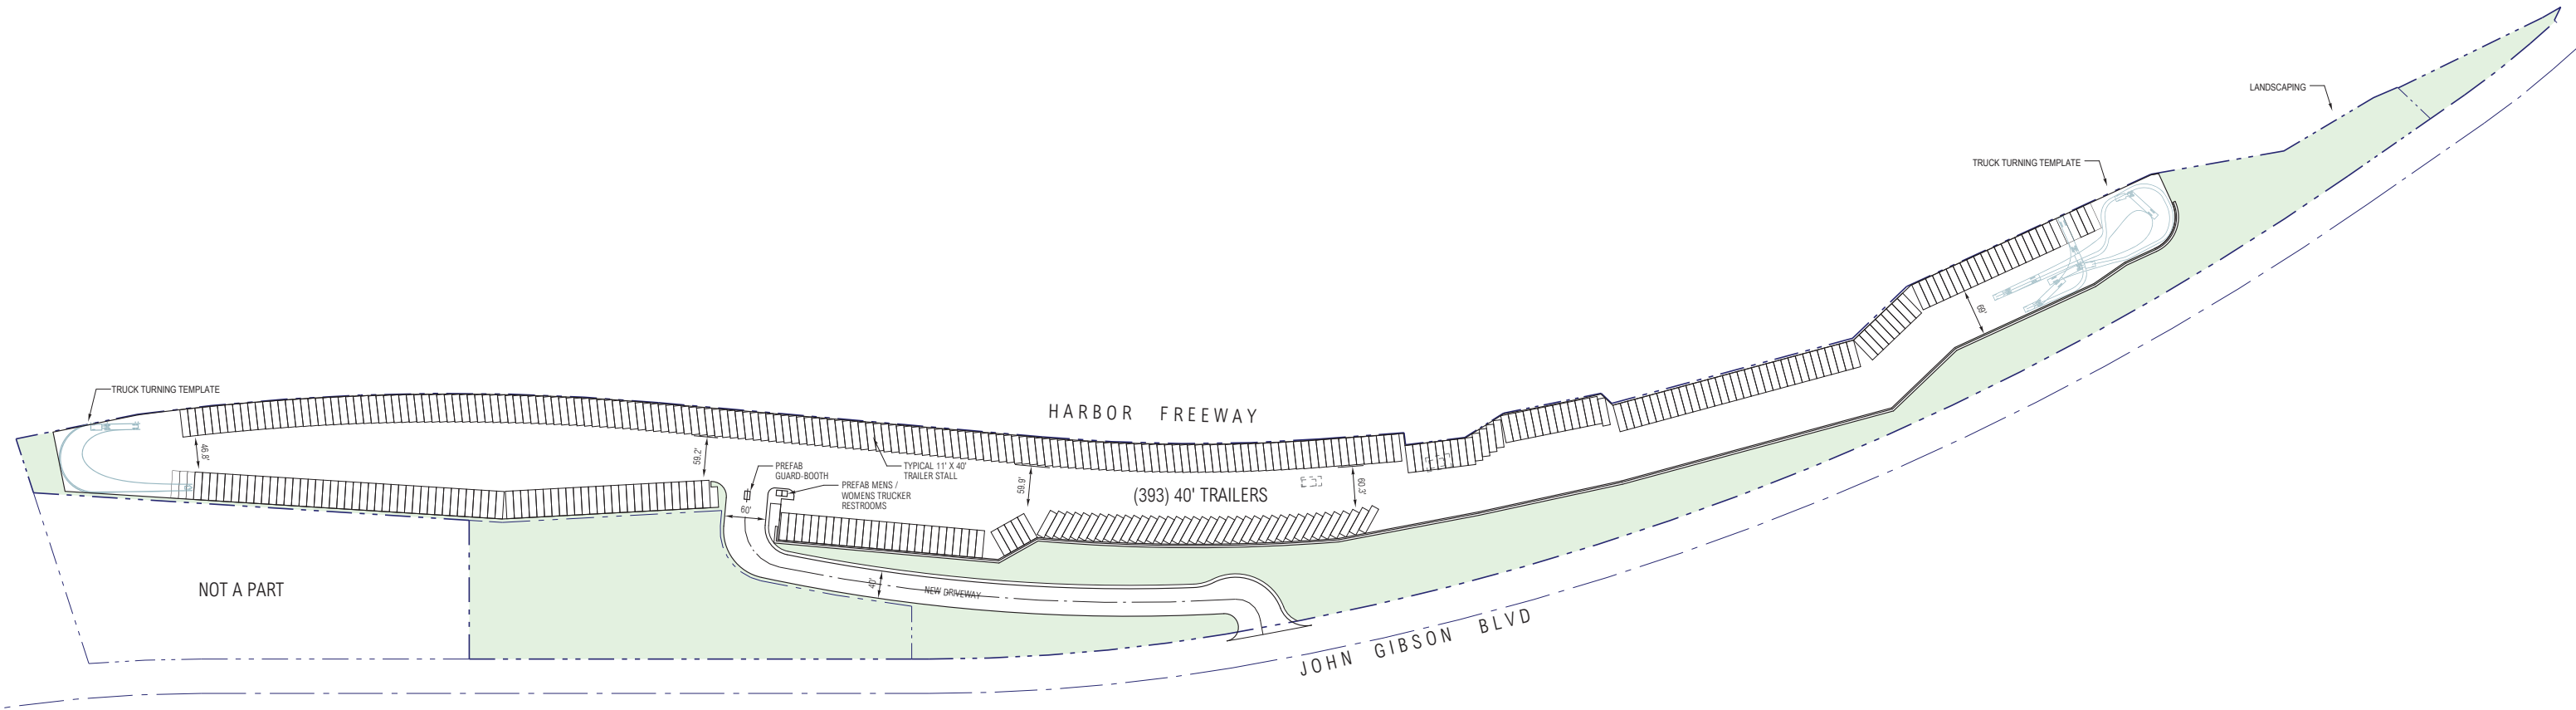 LANDSCAPING
TRUCK TURNING TEMPLATE
69'
TRUCK TURNING TEMPLATE
HARBOR FREEWAY
46.8'
59.2'
PREFAB
GUARD-BOOTH
TYPICAL 11' X 40'
TRAILER STALL
PREFAB MENS /
WOMENS TRUCKER
RESTROOMS
59.9'
(393) 40' TRAILERS
60.3'
60'
40'
NEW DRIVEWAY
NOT A PART
JOHN GIBSON BLVD